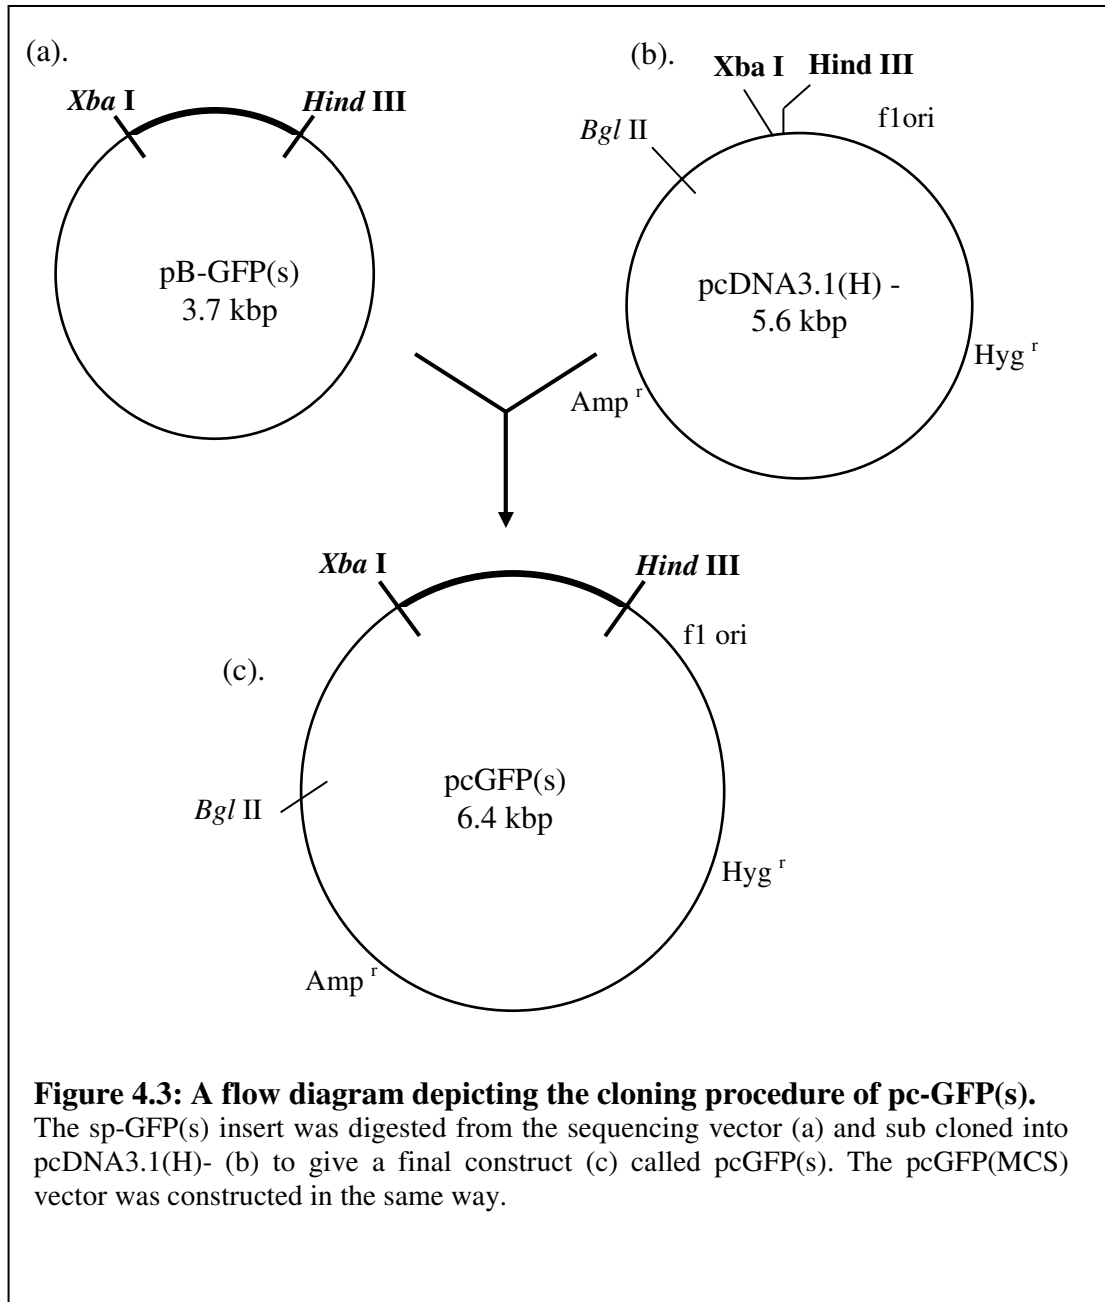 (a).
Xba I
Hind III
pB-GFP(s)
3.7 kbp
(b).
Xba I
Hind III
f1ori
Bgl II
pcDNA3.1(H) -
5.6 kbp
Hyg r
Amp r
Xba I
Hind III
f1 ori
(c).
pcGFP(s)
6.4 kbp
Bgl II
Hyg r
Amp r
Figure 4.3: A flow diagram depicting the cloning procedure of pc-GFP(s).
The sp-GFP(s) insert was digested from the sequencing vector (a) and sub cloned into
pcDNA3.1(H)- (b) to give a final construct (c) called pcGFP(s). The pcGFP(MCS)
vector was constructed in the same way.